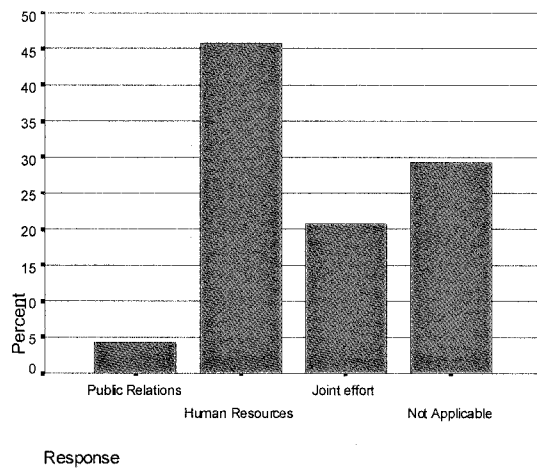 50
45
40
35
30
25
20
15
10
5
0
Percent
Public Relations
Human Resources
Joint effort
Not Applicable
Response